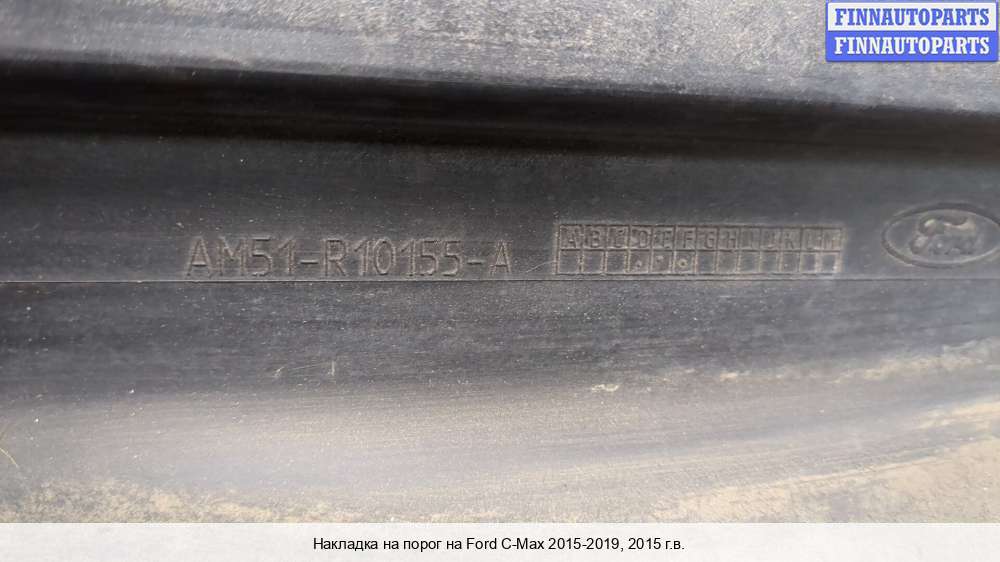 FINNAUTOPARTS
FINNAUTOPARTS
AM51-R10155-A
A B C D E F G H I J K L M
Ford
Накладка на порог на Ford C-Max 2015-2019, 2015 г.в.